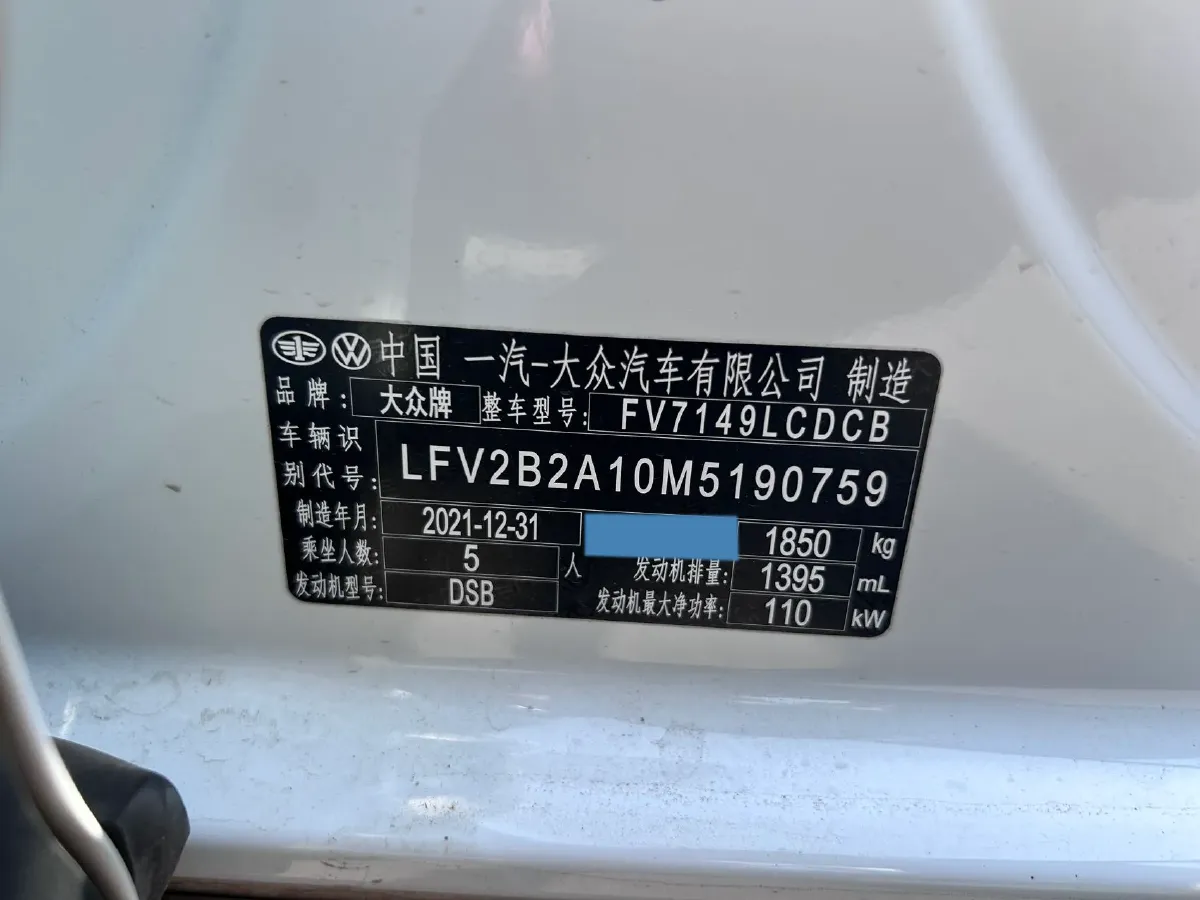 中国 一汽-大众汽车有限公司 制造
品牌: 大众牌 整车型号: FV7149LCDCB
车辆识别代号: LFV2B2A10M5190759
制造年月: 2021-12-31 1850 kg
乘坐人数: 5 人 发动机排量: 1395 mL
发动机型号: DSB 发动机最大净功率: 110 kW